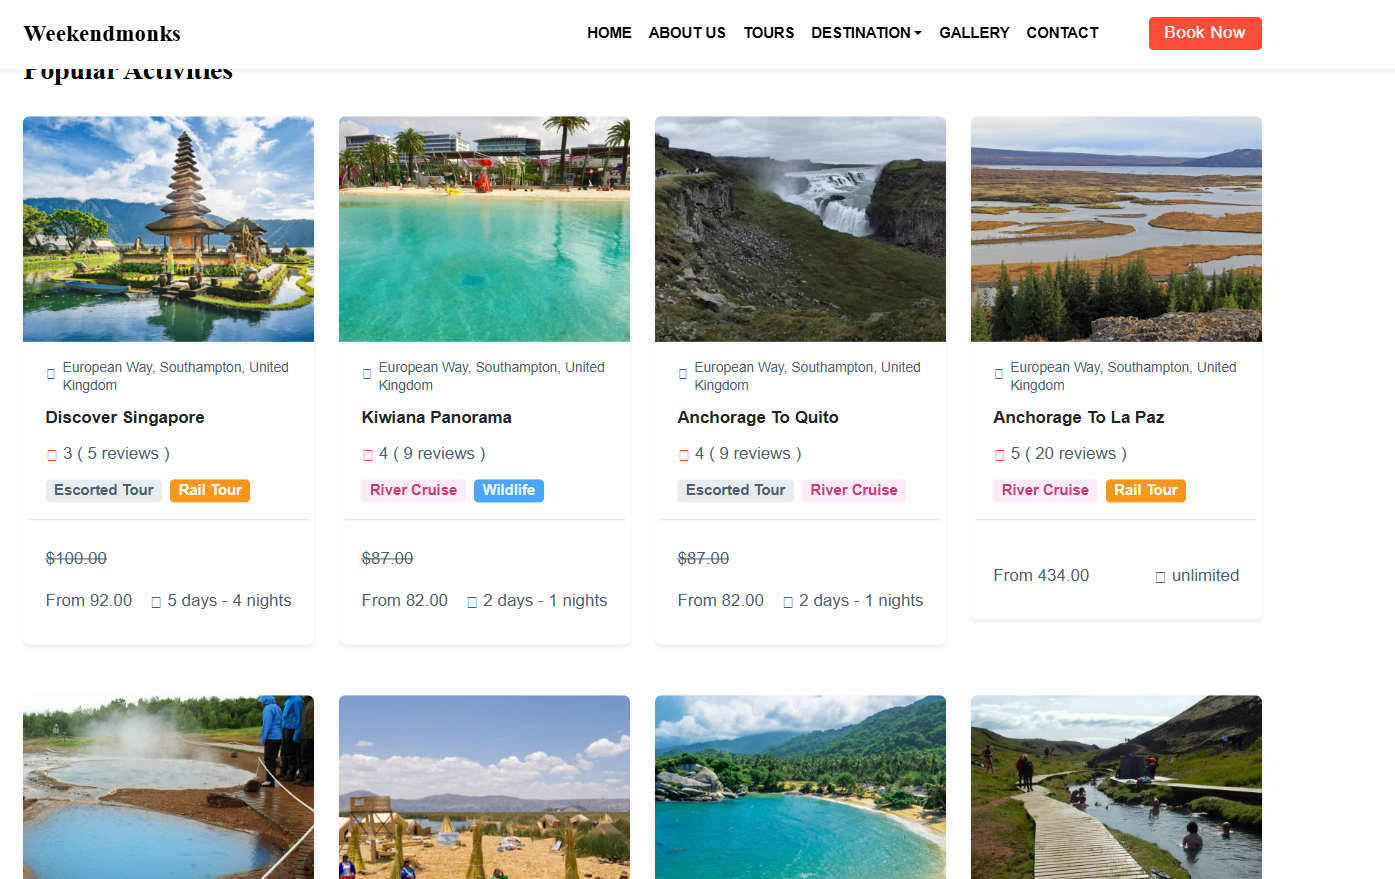 Weekendmonks
HOME ABOUT US TOURS DESTINATION GALLERY CONTACT Book Now
Popular Activities
European Way, Southampton, United
Kingdom
Discover Singapore
3 ( 5 reviews )
Escorted Tour Rail Tour
$100.00
From 92.00 5 days - 4 nights
European Way, Southampton, United
Kingdom
Kiwiana Panorama
4 ( 9 reviews )
River Cruise Wildlife
$87.00
From 82.00 2 days - 1 nights
European Way, Southampton, United
Kingdom
Anchorage To Quito
4 ( 9 reviews )
Escorted Tour River Cruise
$87.00
From 82.00 2 days - 1 nights
European Way, Southampton, United
Kingdom
Anchorage To La Paz
5 ( 20 reviews )
River Cruise Rail Tour
From 434.00 unlimited